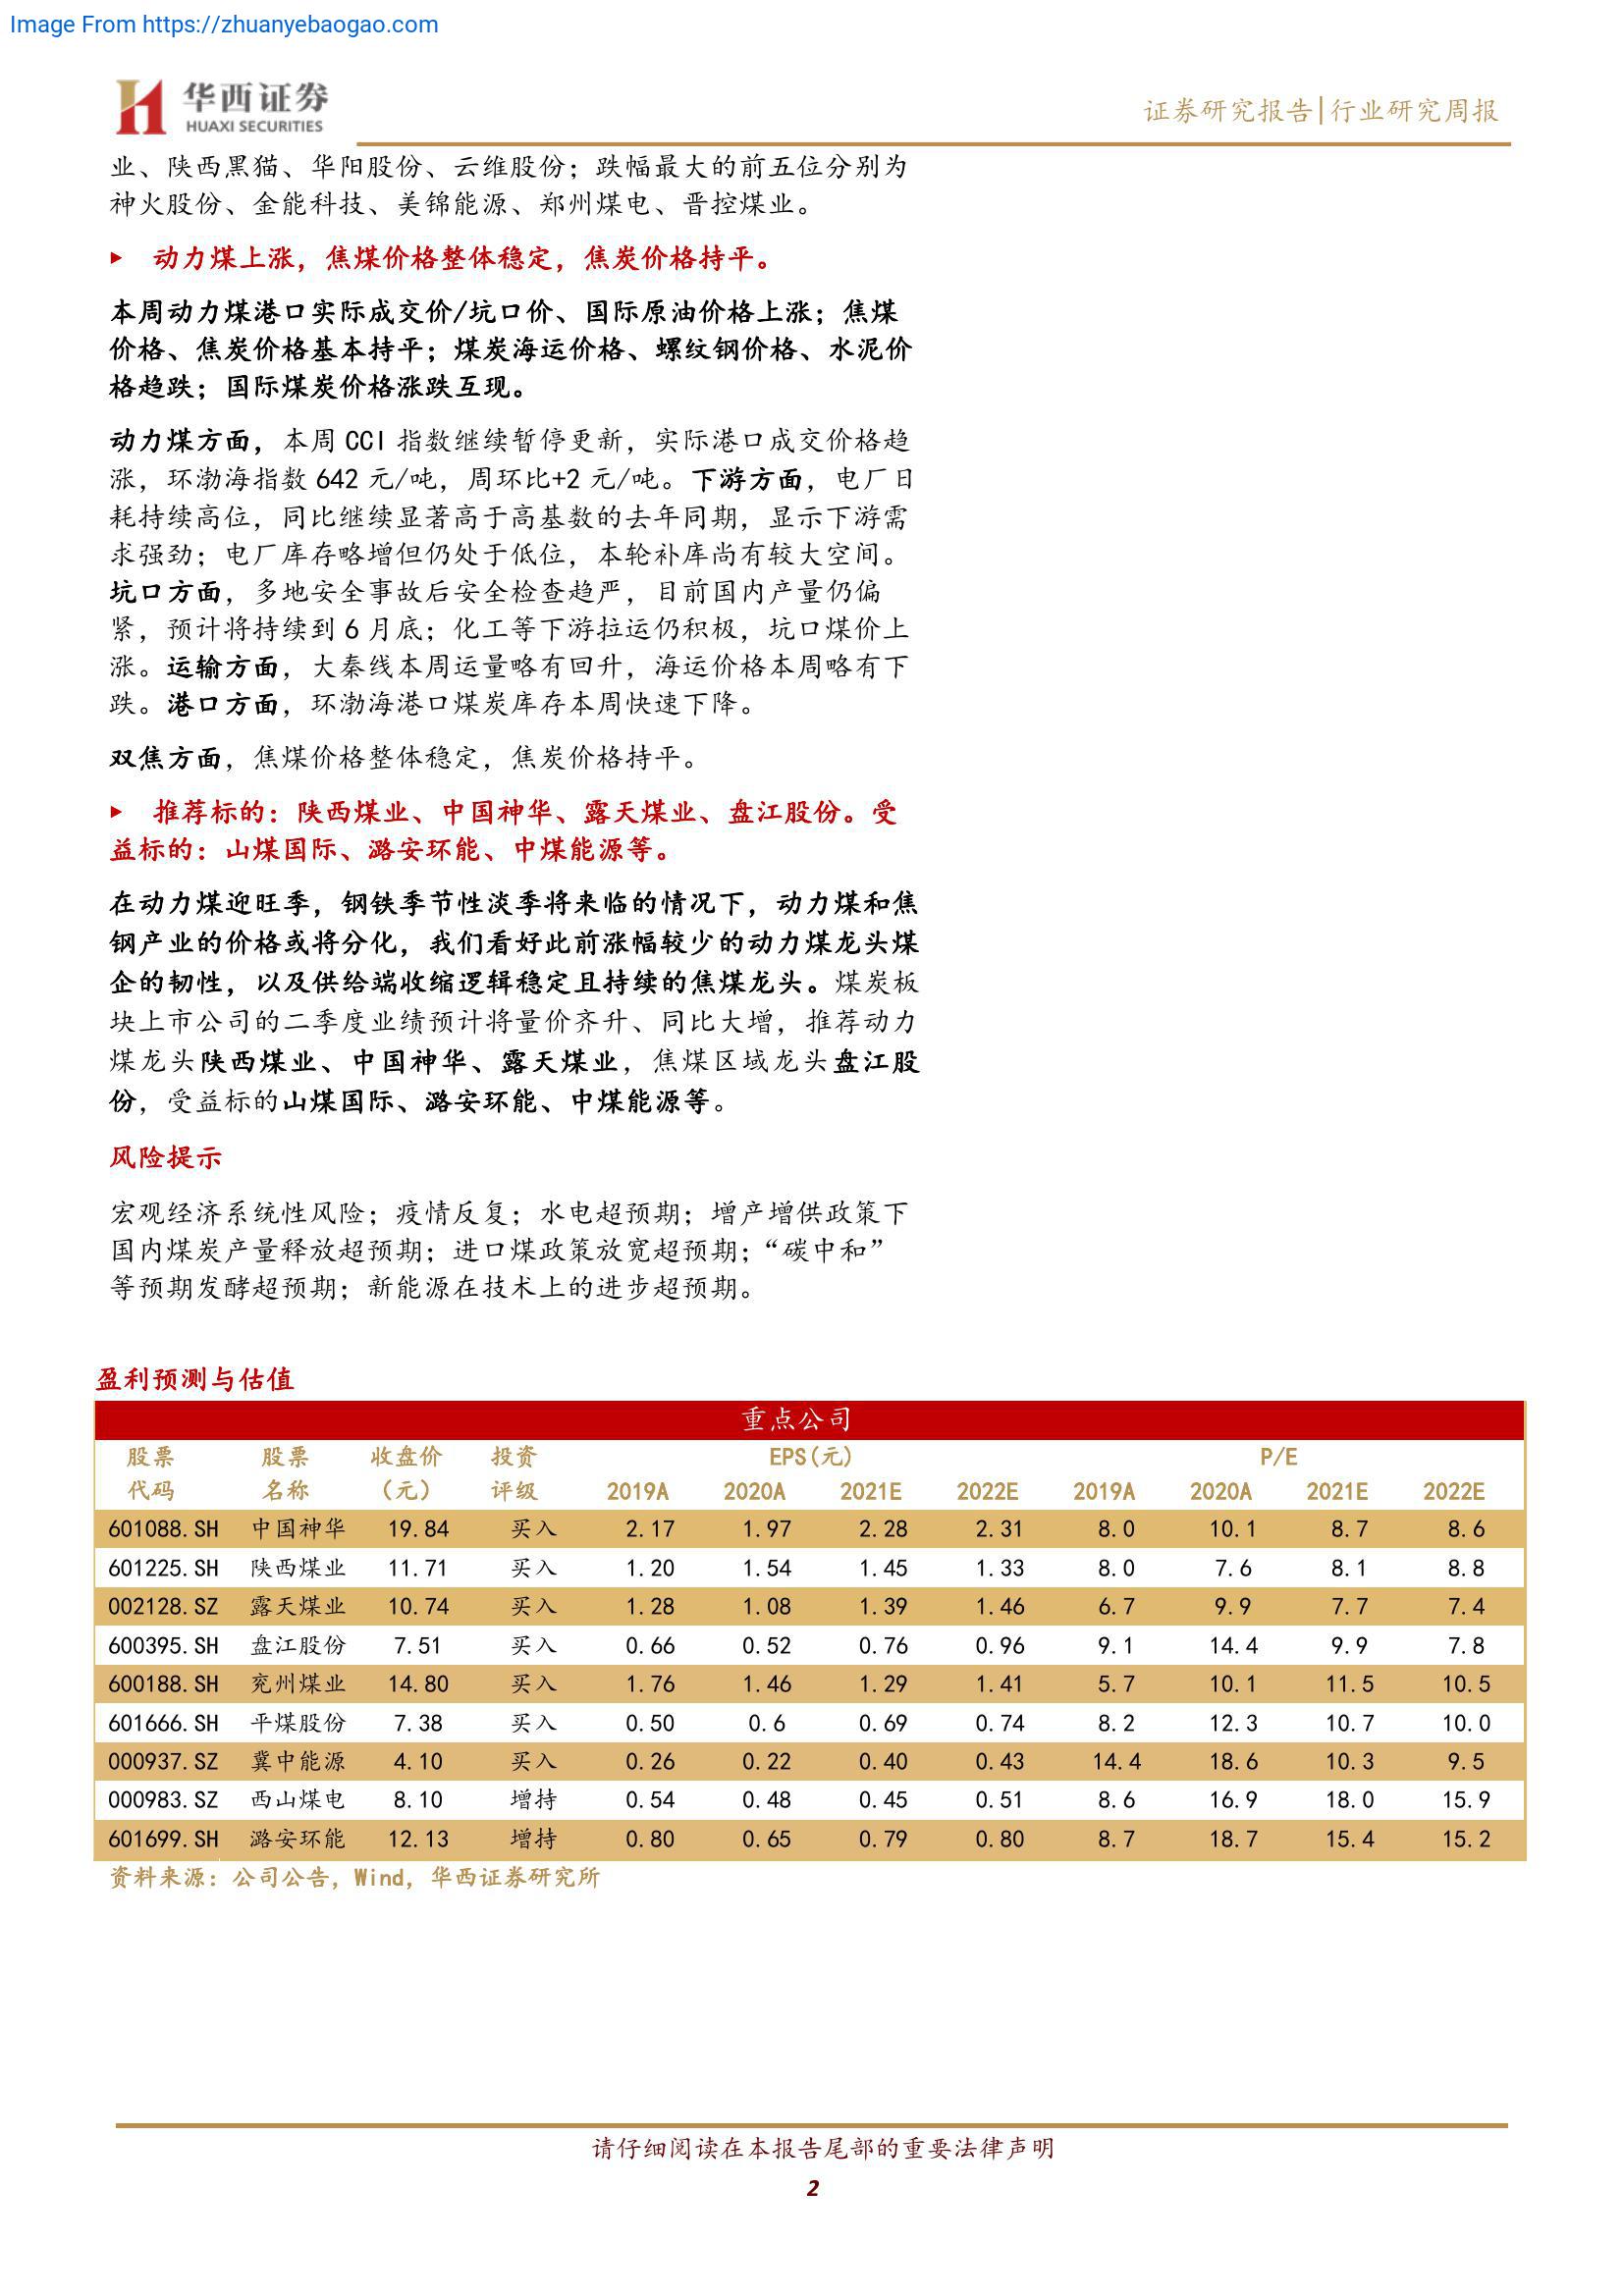 Image From https://zhuanyebaogao.com
华西证券
HUAXI SECURITIES
证券研究报告|行业研究周报
业、陕西黑猫、华阳股份、云维股份；跌幅最大的前五位分别为
神火股份、金能科技、美锦能源、郑州煤电、晋控煤业。
▸ 动力煤上涨，焦煤价格整体稳定，焦炭价格持平。
本周动力煤港口实际成交价/坑口价、国际原油价格上涨；焦煤
价格、焦炭价格基本持平；煤炭海运价格、螺纹钢价格、水泥价
格趋跌；国际煤炭价格涨跌互现。
动力煤方面，本周 CCI 指数继续暂停更新，实际港口成交价格趋
涨，环渤海指数 642 元/吨，周环比+2 元/吨。下游方面，电厂日
耗持续高位，同比继续显著高于高基数的去年同期，显示下游需
求强劲；电厂库存略增但仍处于低位，本轮补库尚有较大空间。
坑口方面，多地安全事故后安全检查趋严，目前国内产量仍偏
紧，预计将持续到 6 月底；化工等下游拉运仍积极，坑口煤价上
涨。运输方面，大秦线本周运量略有回升，海运价格本周略有下
跌。港口方面，环渤海港口煤炭库存本周快速下降。
双焦方面，焦煤价格整体稳定，焦炭价格持平。
▸ 推荐标的：陕西煤业、中国神华、露天煤业、盘江股份。受
益标的：山煤国际、潞安环能、中煤能源等。
在动力煤迎旺季，钢铁季节性淡季将来临的情况下，动力煤和焦
钢产业的价格或将分化，我们看好此前涨幅较少的动力煤龙头煤
企的韧性，以及供给端收缩逻辑稳定且持续的焦煤龙头。煤炭板
块上市公司的二季度业绩预计将量价齐升、同比大增，推荐动力
煤龙头陕西煤业、中国神华、露天煤业，焦煤区域龙头盘江股
份，受益标的山煤国际、潞安环能、中煤能源等。
风险提示
宏观经济系统性风险；疫情反复；水电超预期；增产增供政策下
国内煤炭产量释放超预期；进口煤政策放宽超预期；“碳中和”
等预期发酵超预期；新能源在技术上的进步超预期。
盈利预测与估值
重点公司
股票 股票 收盘价 投资 EPS(元) P/E
代码 名称 （元） 评级 2019A 2020A 2021E 2022E 2019A 2020A 2021E 2022E
601088.SH 中国神华 19.84 买入 2.17 1.97 2.28 2.31 8.0 10.1 8.7 8.6
601225.SH 陕西煤业 11.71 买入 1.20 1.54 1.45 1.33 8.0 7.6 8.1 8.8
002128.SZ 露天煤业 10.74 买入 1.28 1.08 1.39 1.46 6.7 9.9 7.7 7.4
600395.SH 盘江股份 7.51 买入 0.66 0.52 0.76 0.96 9.1 14.4 9.9 7.8
600188.SH 兖州煤业 14.80 买入 1.76 1.46 1.29 1.41 5.7 10.1 11.5 10.5
601666.SH 平煤股份 7.38 买入 0.50 0.6 0.69 0.74 8.2 12.3 10.7 10.0
000937.SZ 冀中能源 4.10 买入 0.26 0.22 0.40 0.43 14.4 18.6 10.3 9.5
000983.SZ 西山煤电 8.10 增持 0.54 0.48 0.45 0.51 8.6 16.9 18.0 15.9
601699.SH 潞安环能 12.13 增持 0.80 0.65 0.79 0.80 8.7 18.7 15.4 15.2
资料来源：公司公告，Wind，华西证券研究所
请仔细阅读在本报告尾部的重要法律声明
2